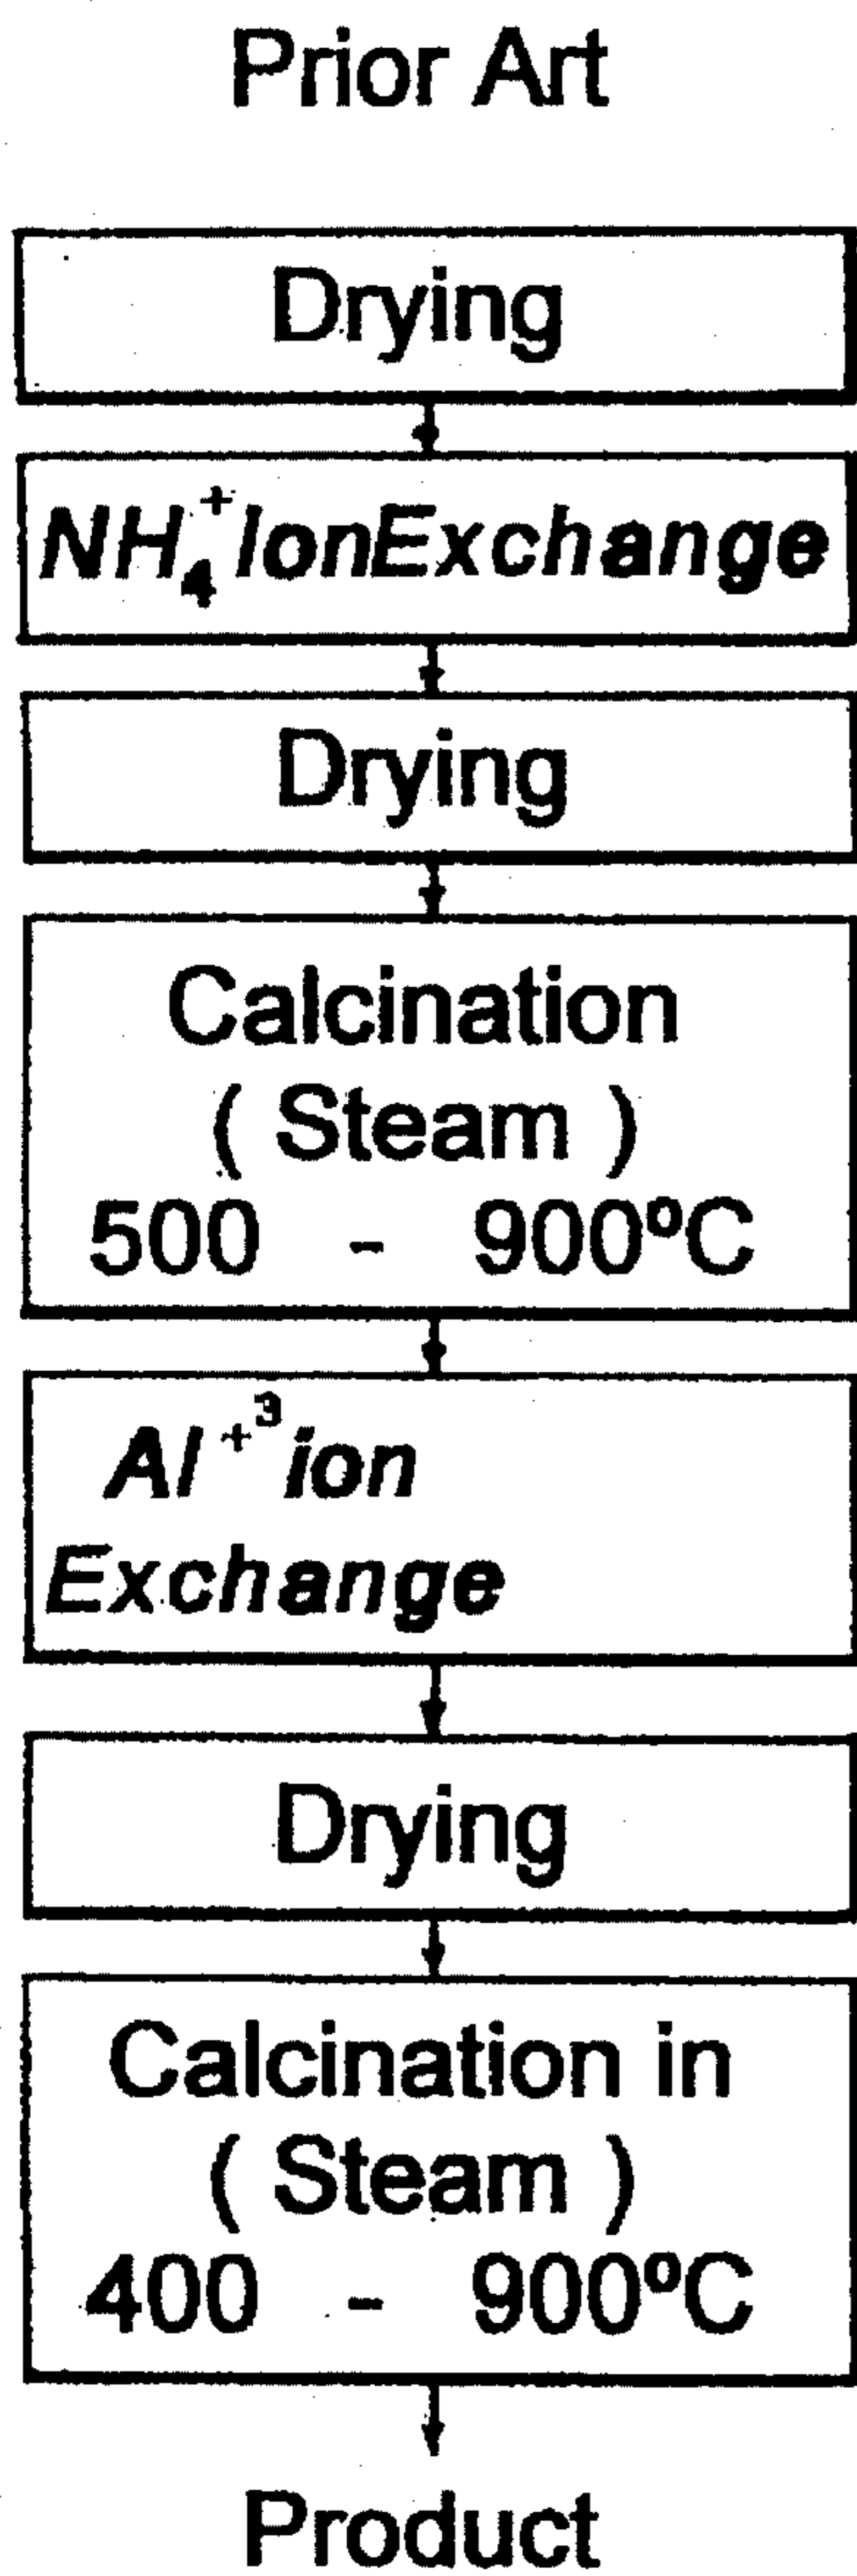 Prior Art
Drying
NH₄⁺IonExchange
Drying
Calcination
( Steam )
500 - 900ºC
Al⁺³ion
Exchange
Drying
Calcination in
( Steam )
400 - 900ºC
Product